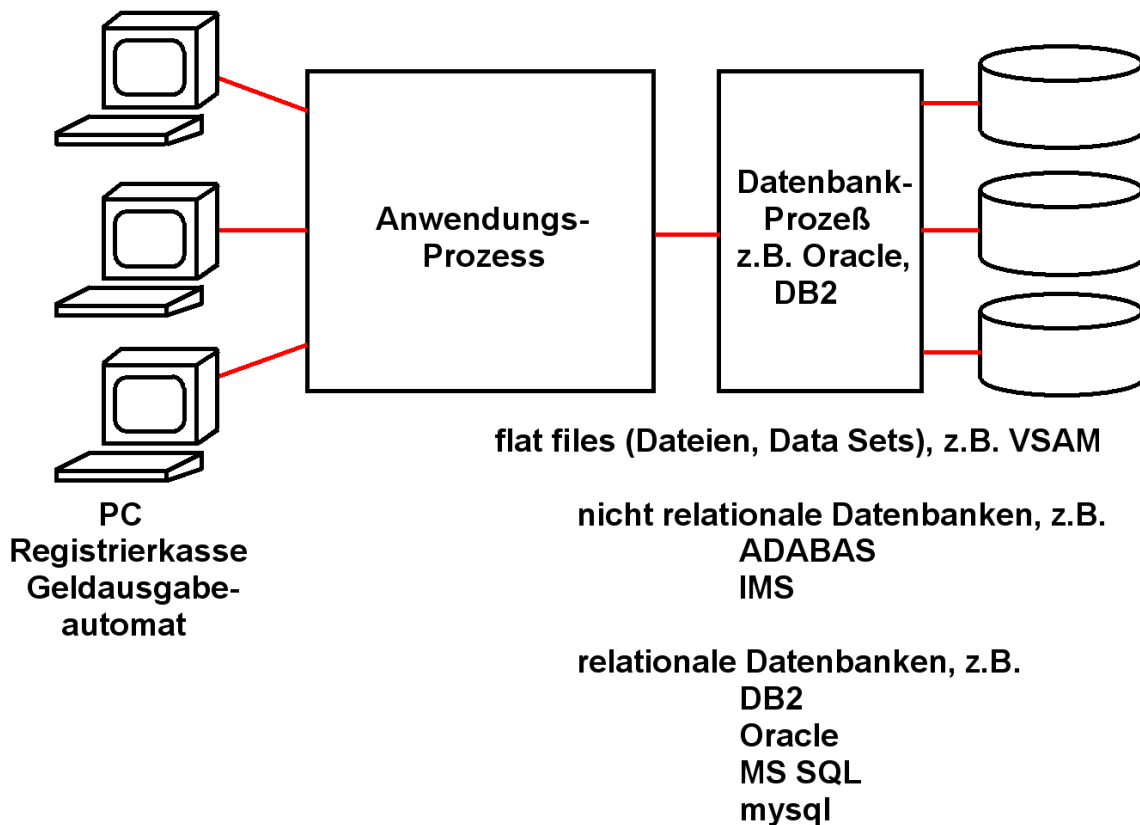 Anwendungs-
Prozess
Datenbank-
Prozeß
z.B. Oracle,
DB2
flat files (Dateien, Data Sets), z.B. VSAM
PC
Registrierkasse
Geldausgabe-
automat
nicht relationale Datenbanken, z.B.
ADABAS
IMS
relationale Datenbanken, z.B.
DB2
Oracle
MS SQL
mysql